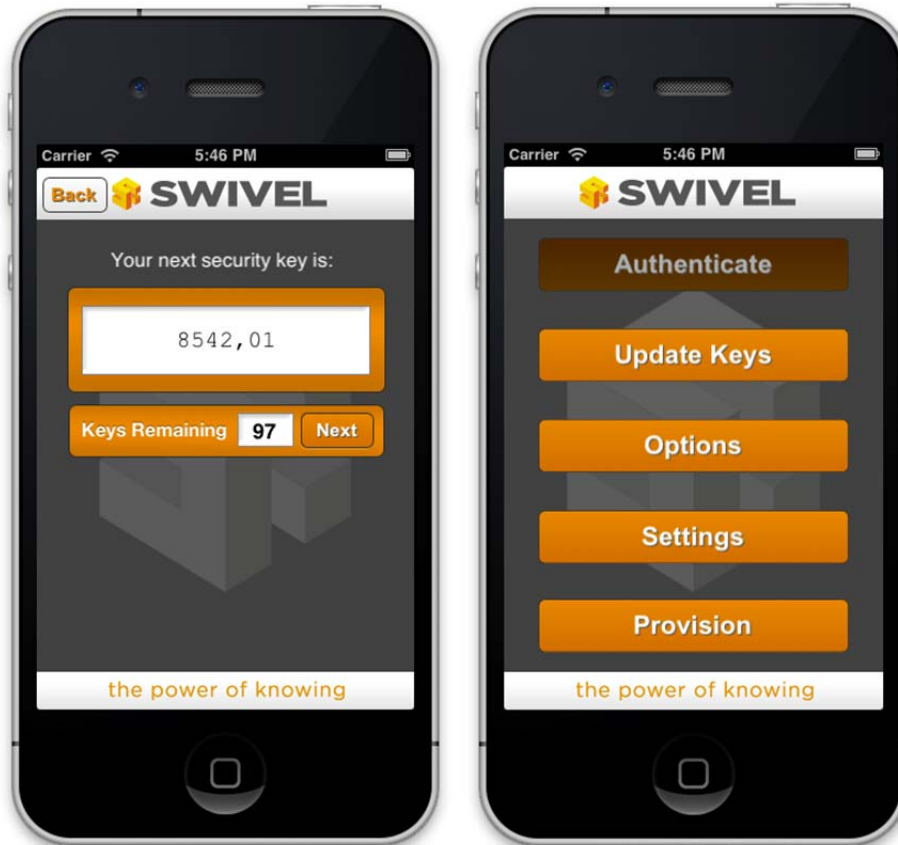 Carrier 5:46 PM
Back SWIVEL
Your next security key is:
8542,01
Keys Remaining 97 Next
the power of knowing
Carrier 5:46 PM
SWIVEL
Authenticate
Update Keys
Options
Settings
Provision
the power of knowing